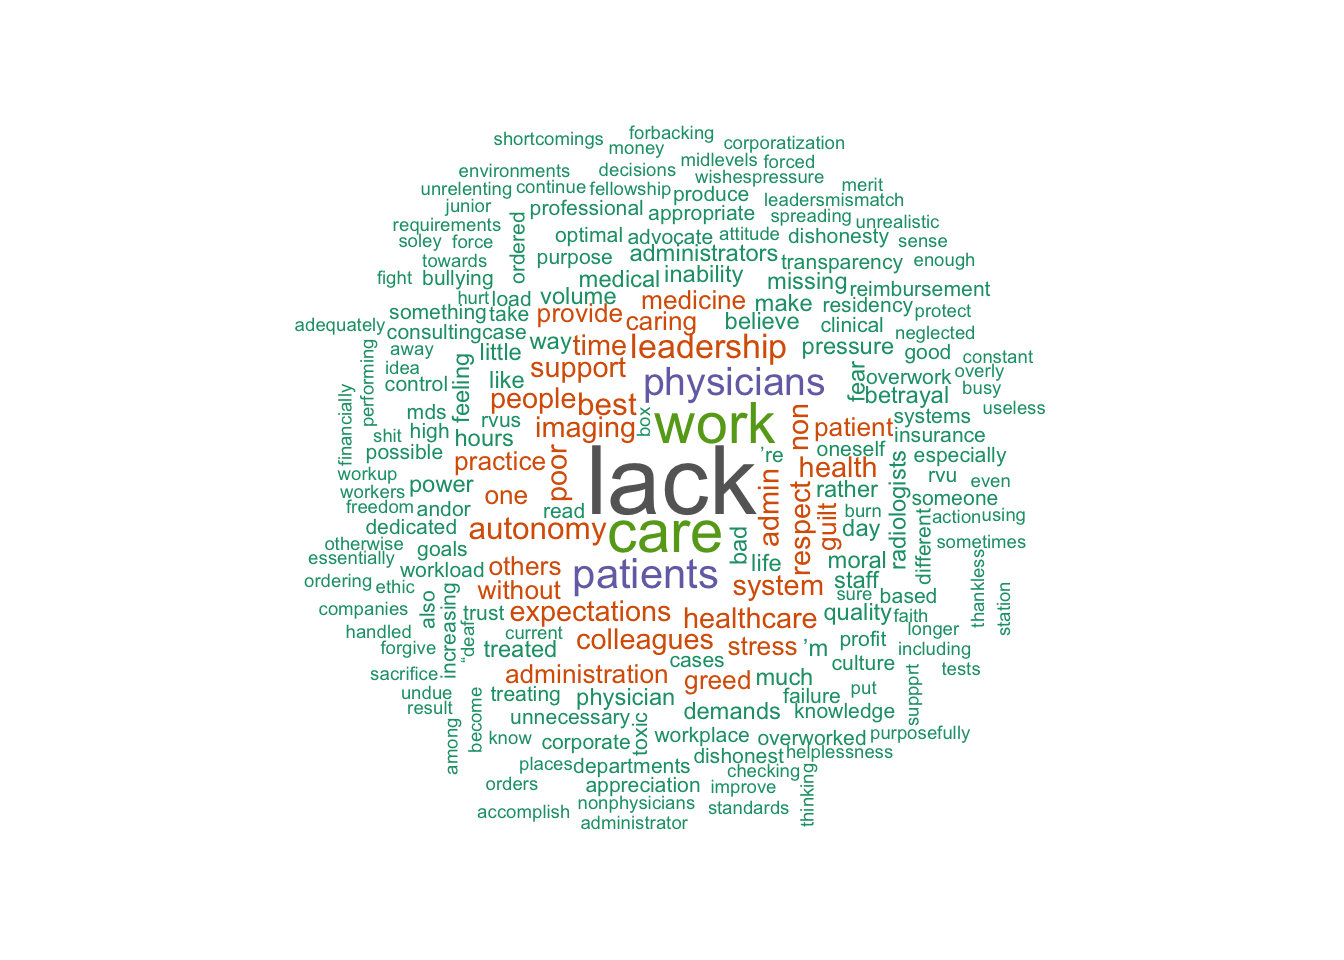 shortcomings
forbacking
money
corporatization
environments
decisions
midlevels
forced
unrelenting
continue
fellowship
wishespressure
produce
merit
junior
professional
appropriate
leadersmismatch
spreading
unrealistic
requirements
soley
force
ordered
optimal
advocate
attitude
dishonesty
sense
towards
purpose
administrators
transparency
enough
fight
bullying
medical
inability
missing
reimbursement
hurt
load
volume
medicine
make
residency
protect
something
take
provide
caring
believe
clinical
neglected
adequately
consulting
case
way
time
leadership
pressure
good
constant
away
little
support
physicians
fear
overwork
overly
idea
performing
control
feeling
like
people
best
betrayal
busy
financially
mds
rvus
imaging
box
work
non
patient
systems
useless
shit
high
hours
insurance
possible
practice
poor
lack
’re
oneself
health
especially
workup
power
one
admin
rather
radiologists
rvu
even
workers
freedom
andor
read
respect
guilt
burn
someone
dedicated
autonomy
care
bad
day
different
action
using
otherwise
goals
others
life
moral
sometimes
essentially
workload
patients
system
staff
thankless
ordering
ethic
without
sure
based
station
companies
also
increasing
trust
expectations
healthcare
quality
faith
handled
“deaf
current
colleagues
stress
’m
profit
longer
forgive
treated
cases
culture
including
sacrifice
administration
greed
much
tests
undue
treating
physician
failure
put
suppprt
result
unnecessary
demands
knowledge
among
become
know
corporate
toxic
workplace
overworked
purposefully
places
departments
dishonest
helplessness
orders
appreciation
checking
improve
thinking
accomplish
nonphysicians
standards
administrator